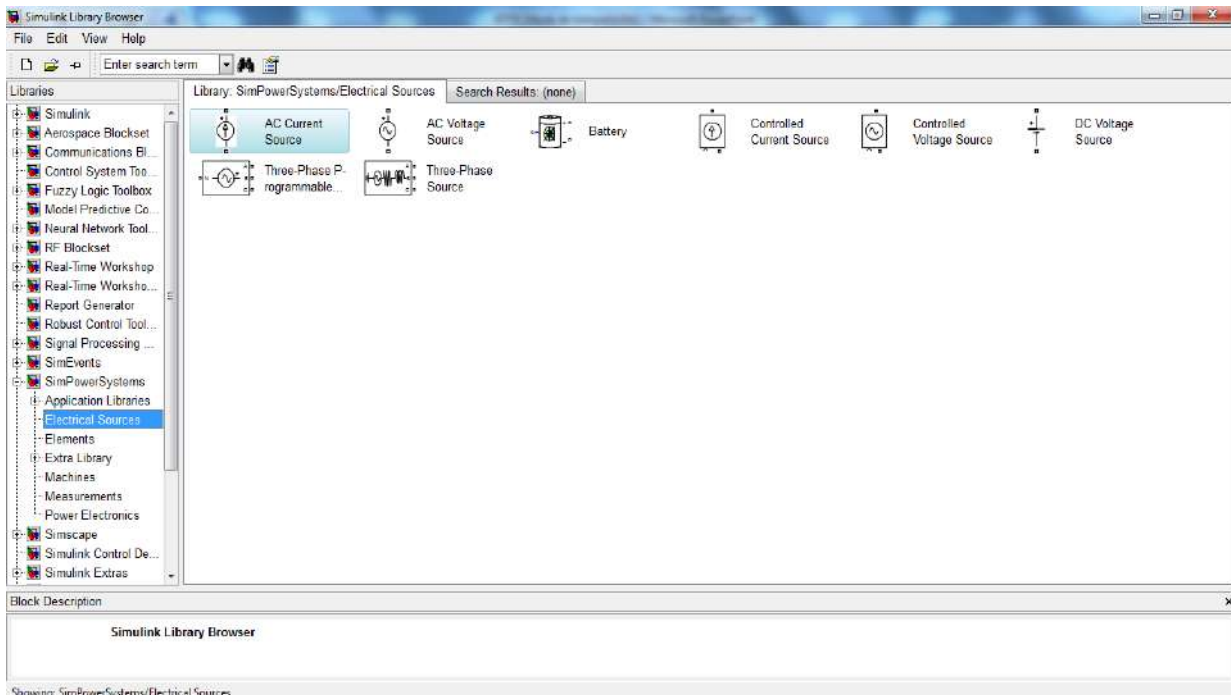 Simulink Library Browser
File Edit View Help
Enter search term
Libraries
Library: SimPowerSystems/Electrical Sources
Search Results: (none)
Simulink
Aerospace Blockset
Communications Bl...
Control System Too...
Fuzzy Logic Toolbox
Model Predictive Co...
Neural Network Tool...
RF Blockset
Real-Time Workshop
Real-Time Worksho...
Report Generator
Robust Control Tool...
Signal Processing ...
SimEvents
SimPowerSystems
Application Libraries
Electrical Sources
Elements
Extra Library
Machines
Measurements
Power Electronics
Simscape
Simulink Control De...
Simulink Extras
AC Current
Source
AC Voltage
Source
Battery
Controlled
Current Source
Controlled
Voltage Source
DC Voltage
Source
Three-Phase P-
rogrammable...
Three-Phase
Source
Block Description
Simulink Library Browser
Showing: SimPowerSystems/Electrical Sources